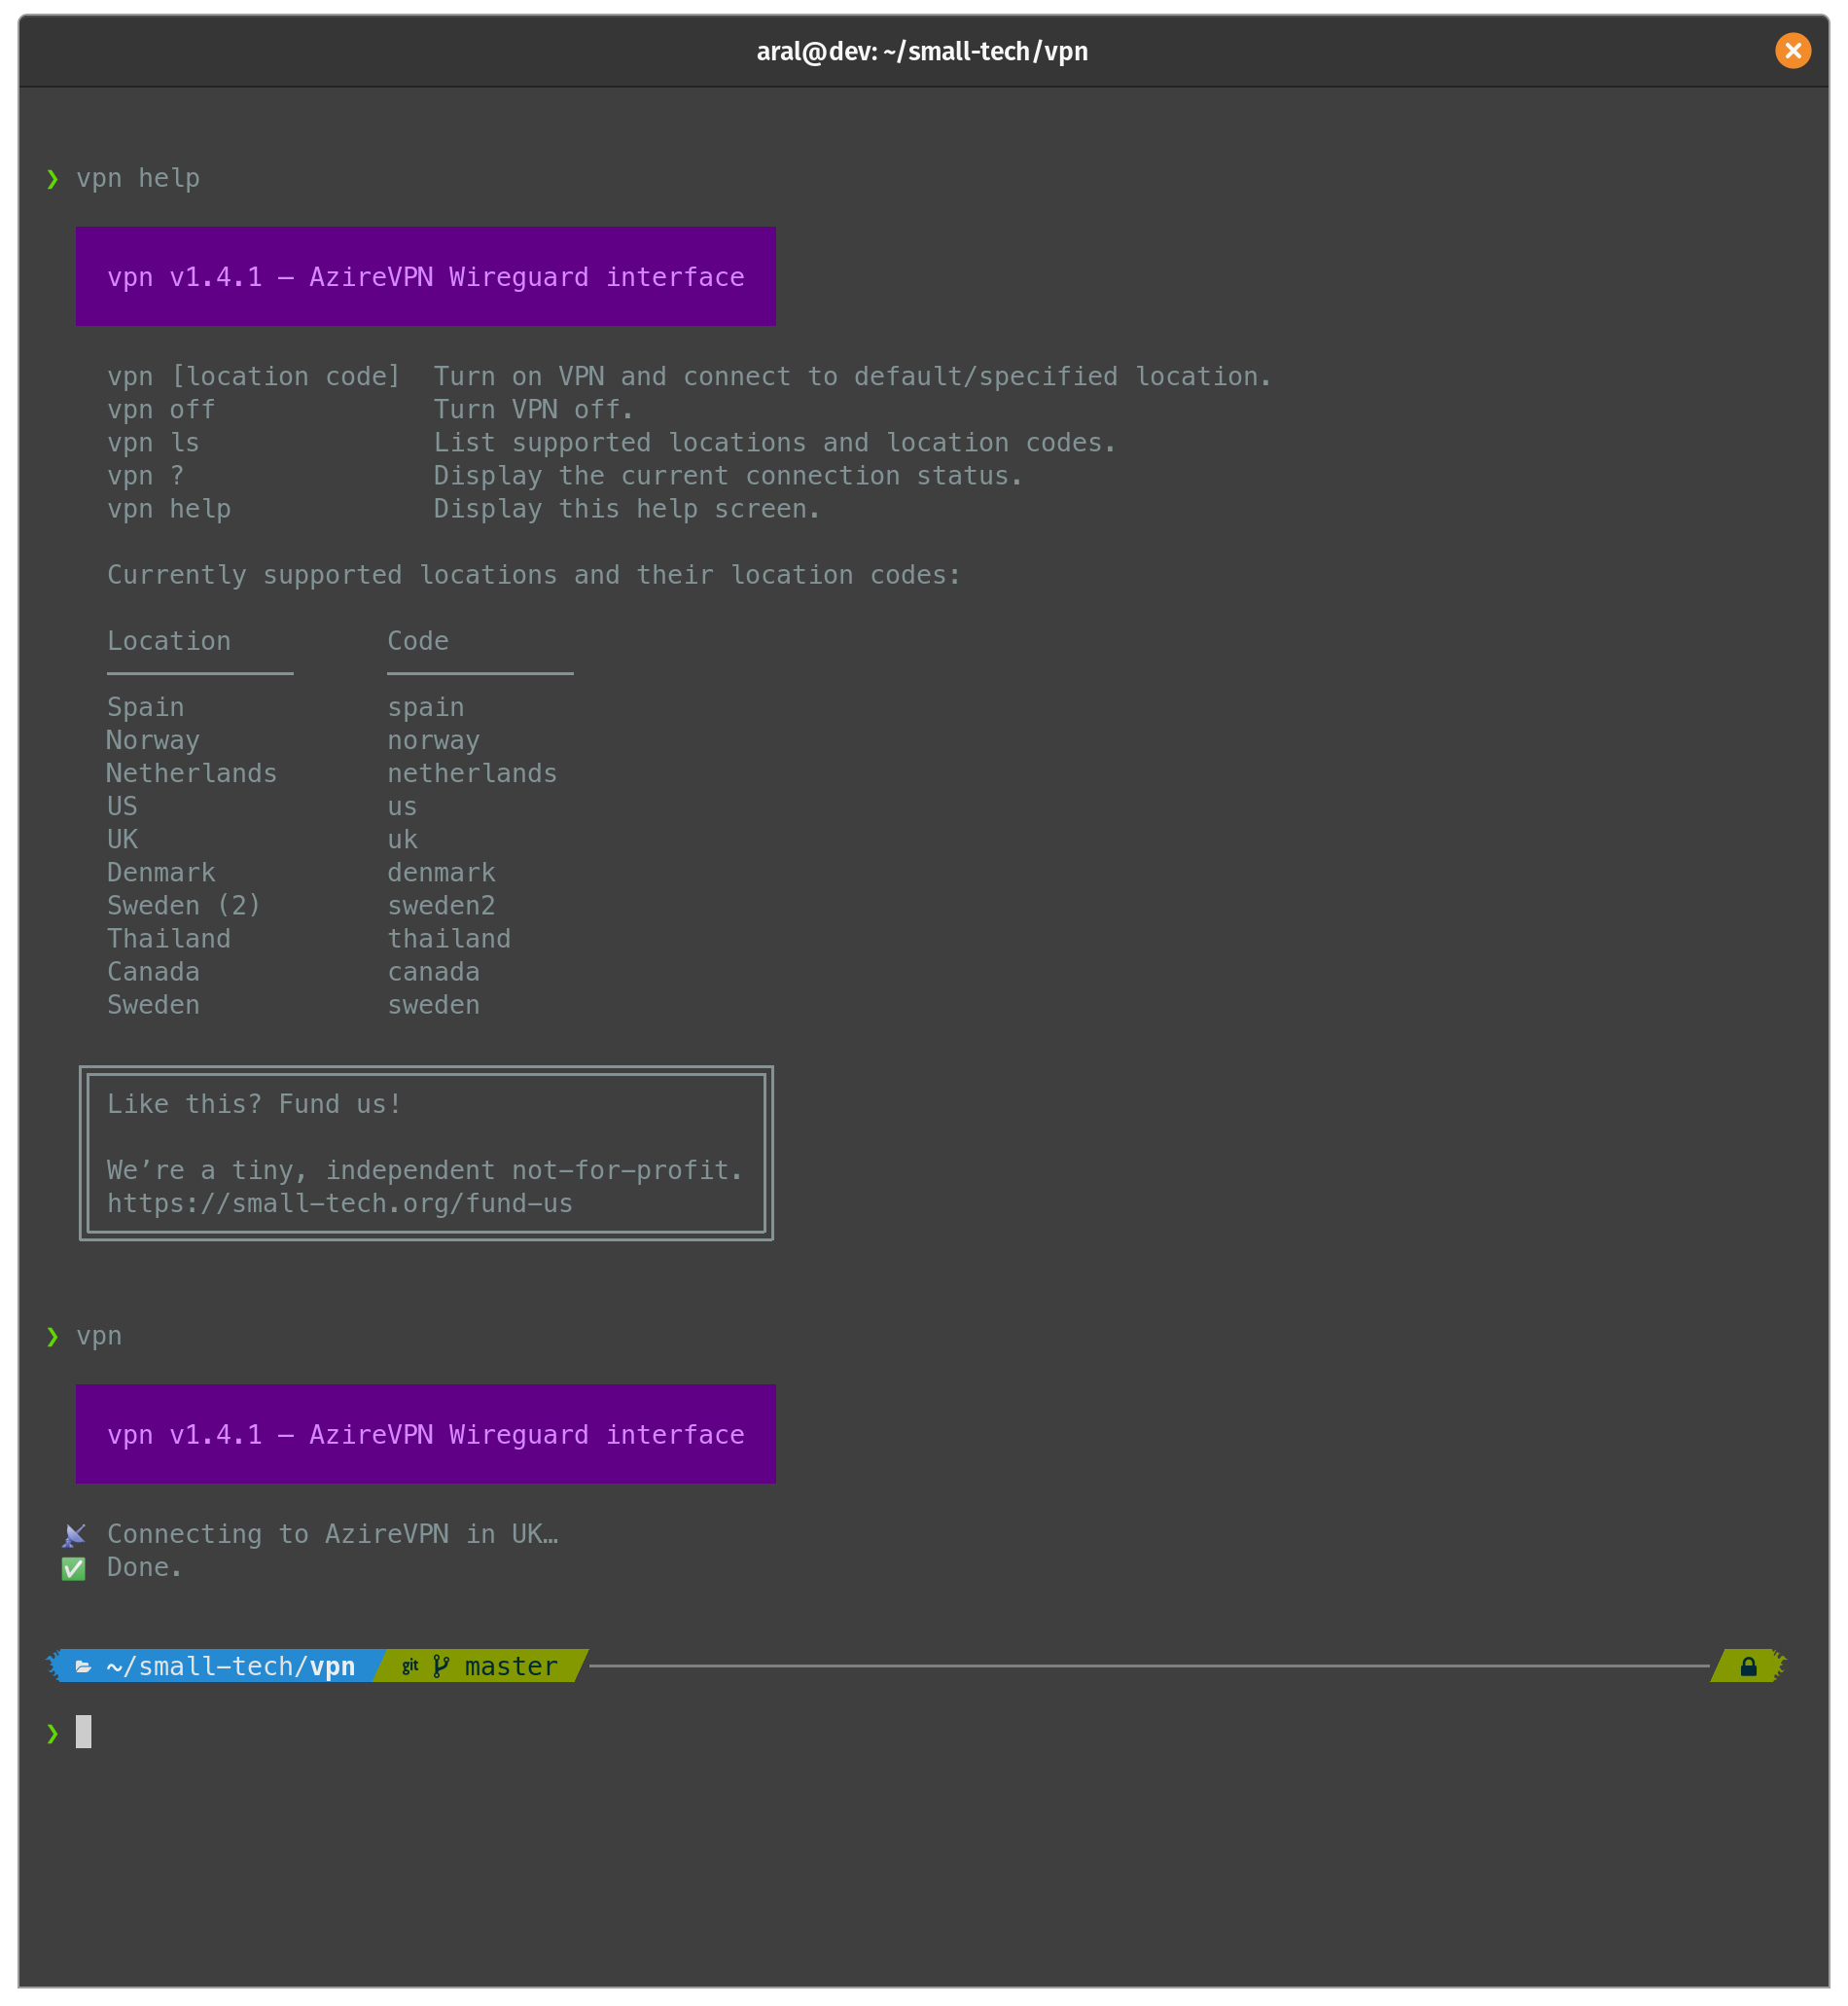 aral@dev: ~/small-tech/vpn
❯ vpn help
vpn v1.4.1 — AzireVPN Wireguard interface
vpn [location code]  Turn on VPN and connect to default/specified location.
vpn off              Turn VPN off.
vpn ls               List supported locations and location codes.
vpn ?                Display the current connection status.
vpn help             Display this help screen.
Currently supported locations and their location codes:
Location          Code
Spain             spain
Norway            norway
Netherlands       netherlands
US                us
UK                uk
Denmark           denmark
Sweden (2)        sweden2
Thailand          thailand
Canada            canada
Sweden            sweden
Like this? Fund us!
We’re a tiny, independent not-for-profit.
https://small-tech.org/fund-us
❯ vpn
vpn v1.4.1 — AzireVPN Wireguard interface
Connecting to AzireVPN in UK…
✅ Done.
~/small-tech/vpn git master
❯